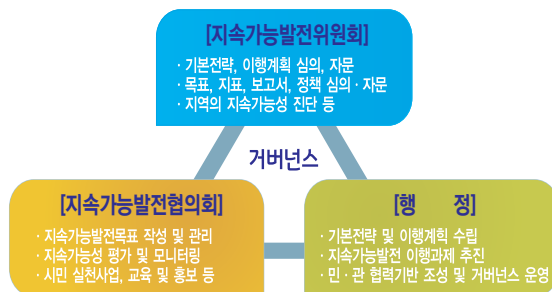 [지속가능발전위원회]
· 기본전략, 이행계획 심의, 자문
· 목표, 지표, 보고서, 정책 심의 · 자문
· 지역의 지속가능성 진단 등
거버넌스
[지속가능발전협의회]
· 지속가능발전목표 작성 및 관리
· 지속가능성 평가 및 모니터링
· 시민 실천사업, 교육 및 홍보 등
[행 정]
· 기본전략 및 이행계획 수립
· 지속가능발전 이행과제 추진
· 민 · 관 협력기반 조성 및 거버넌스 운영